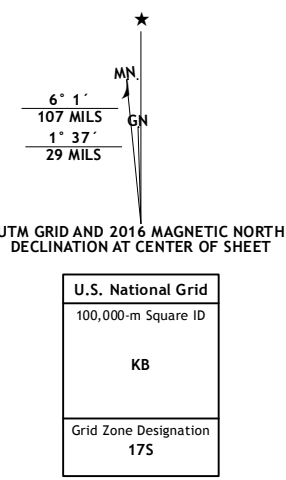 ★
MN
GN
6° 1´
107 MILS
1° 37´
29 MILS
UTM GRID AND 2016 MAGNETIC NORTH
DECLINATION AT CENTER OF SHEET
U.S. National Grid
100,000-m Square ID
KB
Grid Zone Designation
17S